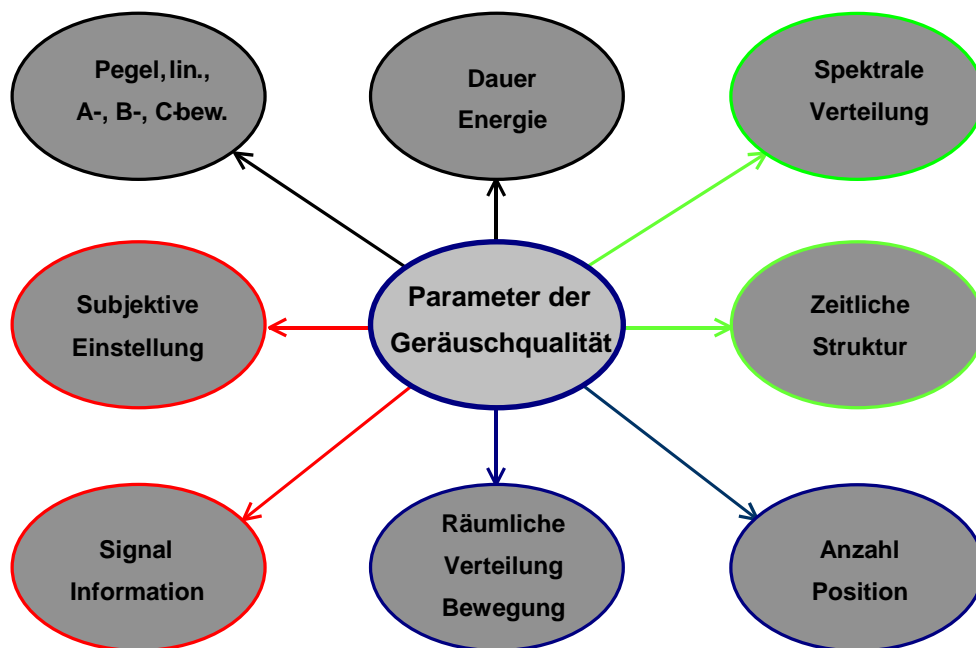 Pegel, lin.,
A-, B-, C-bew.
Dauer
Energie
Spektrale
Verteilung
Subjektive
Einstellung
Parameter der
Geräuschqualität
Zeitliche
Struktur
Signal
Information
Räumliche
Verteilung
Bewegung
Anzahl
Position